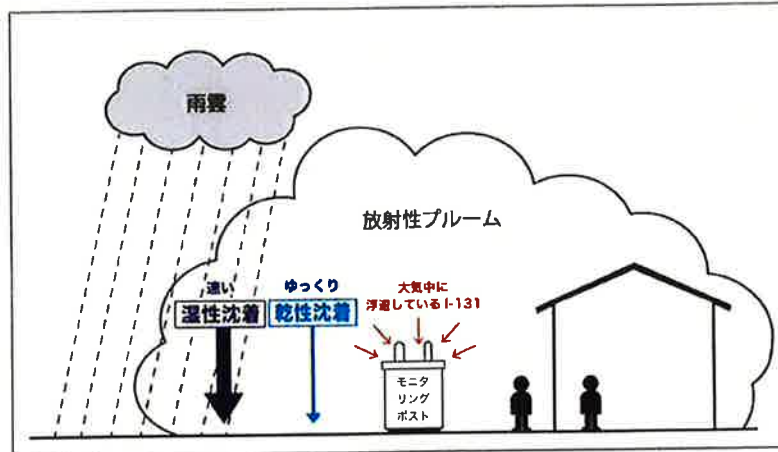 雨雲
放射性プルーム
速い
湿性沈着
ゆっくり
乾性沈着
大気中に
浮遊しているI-131
モニタ
リング
ポスト